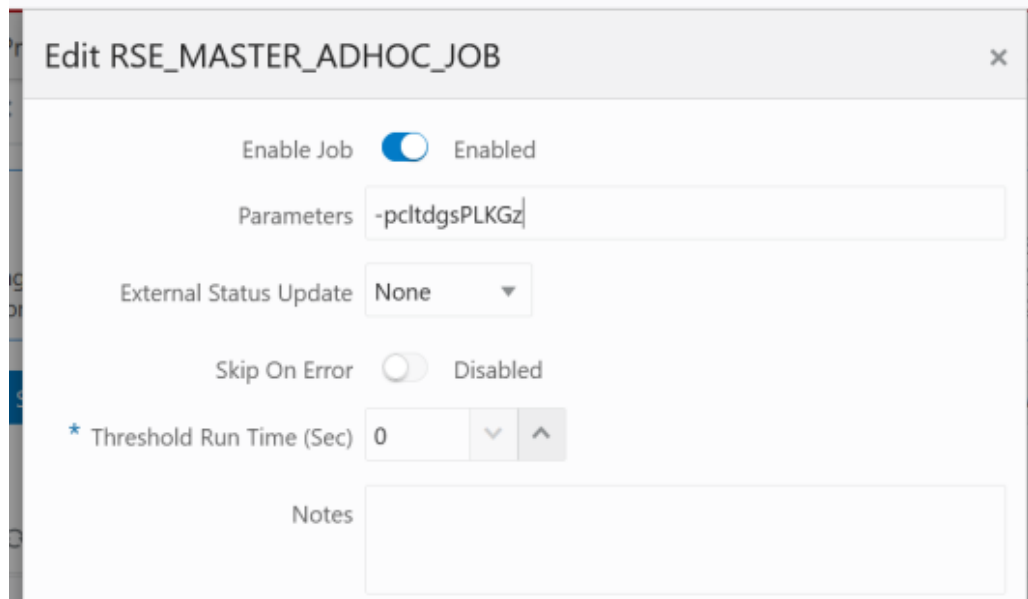 Edit RSE_MASTER_ADHOC_JOB ×
Enable Job Enabled
Parameters -pcltdgsPLKGz
External Status Update None
Skip On Error Disabled
* Threshold Run Time (Sec) 0
Notes